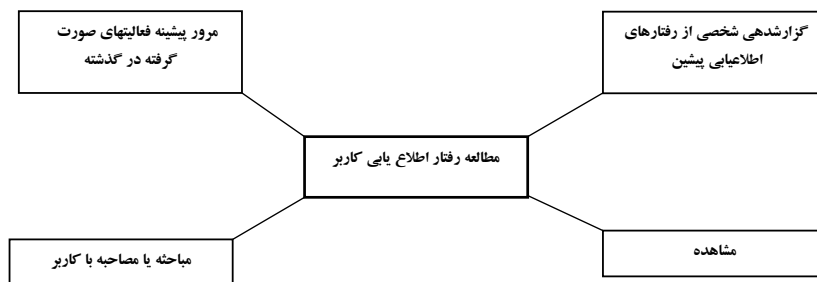 گزارشدهی شخصی از رفتارهای
اطلاعیابی پیشین
مرور پیشینه فعالیتهای صورت
گرفته در گذشته
مطالعه رفتار اطلاع یابی کاربر
مشاهده
مباحثه یا مصاحبه با کاربر